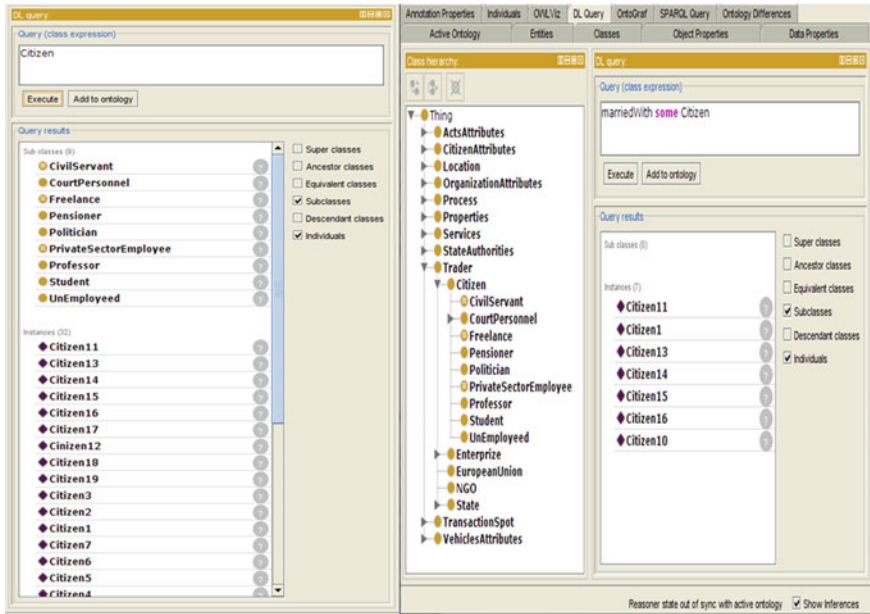 DL query:
Query (class expression)
Citizen
Execute
Add to ontology
Query results
Sub classes (9)
CivilServant
CourtPersonnel
Freelance
Pensioner
Politician
PrivateSectorEmployee
Professor
Student
UnEmployeed
Instances (32)
Citizen11
Citizen13
Citizen14
Citizen15
Citizen16
Citizen17
Cinizen12
Citizen18
Citizen19
Citizen3
Citizen2
Citizen1
Citizen7
Citizen6
Citizen5
Citizen4
Super classes
Ancestor classes
Equivalent classes
Subclasses
Descendant classes
Individuals
Annotation Properties Individuals OWLViz DL Query OntoGraf SPARQL Query Ontology Differences
Active Ontology Entities Classes Object Properties Data Properties
Class hierarchy:
Thing
ActsAttributes
CitizenAttributes
Location
OrganizationAttributes
Process
Properties
Services
StateAuthorities
Trader
Citizen
CivilServant
CourtPersonnel
Freelance
Pensioner
Politician
PrivateSectorEmployee
Professor
Student
UnEmployeed
Enterprize
EuropeanUnion
NGO
State
TransactionSpot
VehiclesAttributes
DL query:
Query (class expression)
marriedWith some Citizen
Execute
Add to ontology
Query results
Sub classes (0)
Instances (7)
Citizen11
Citizen1
Citizen13
Citizen14
Citizen15
Citizen16
Citizen10
Super classes
Ancestor classes
Equivalent classes
Subclasses
Descendant classes
Individuals
Reasoner state out of sync with active ontology Show Inferences